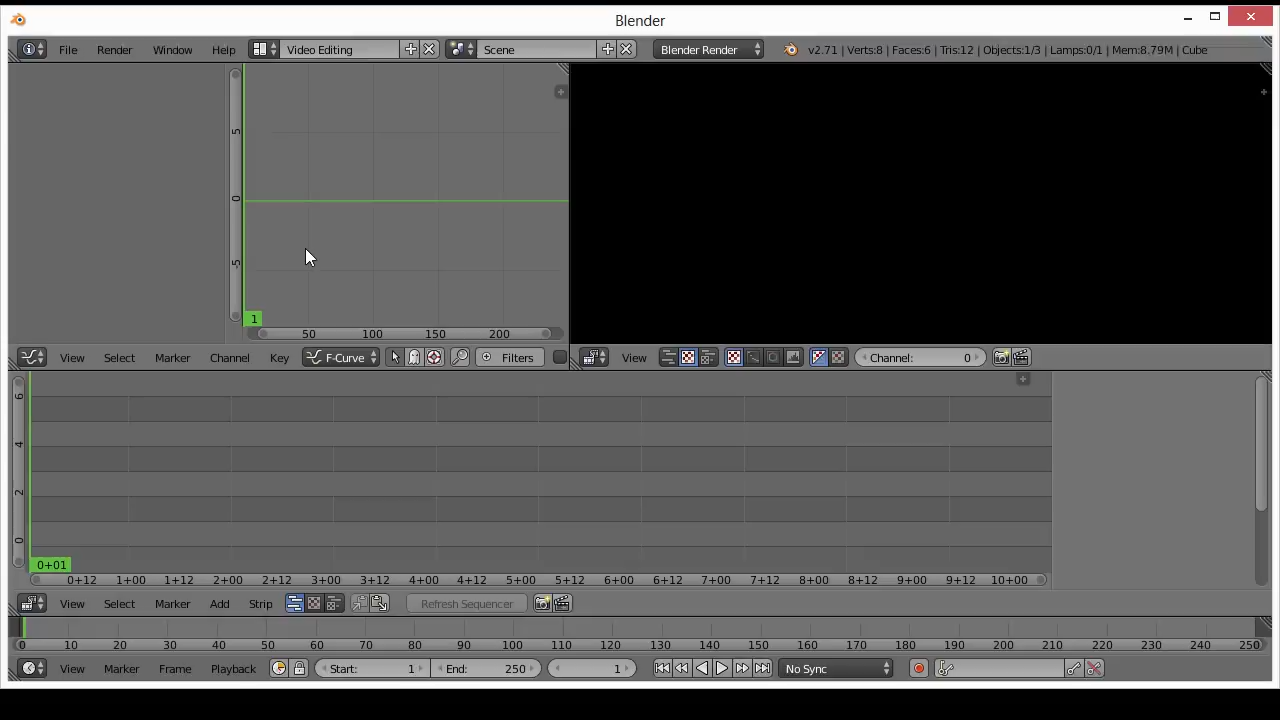 Blender
File Render Window Help Video Editing Scene Blender Render v2.71 | Verts:8 | Faces:6 | Tris:12 | Objects:1/3 | Lamps:0/1 | Mem:8.79M | Cube
5
0
-5
1
50 100 150 200
View Select Marker Channel Key F-Curve Filters View Channel: 0
6
4
2
0
0+01
0+12 1+00 1+12 2+00 2+12 3+00 3+12 4+00 4+12 5+00 5+12 6+00 6+12 7+00 7+12 8+00 8+12 9+00 9+12 10+00
View Select Marker Add Strip Refresh Sequencer
0 10 20 30 40 50 60 70 80 90 100 110 120 130 140 150 160 170 180 190 200 210 220 230 240 250
View Marker Frame Playback Start: 1 End: 250 1 No Sync